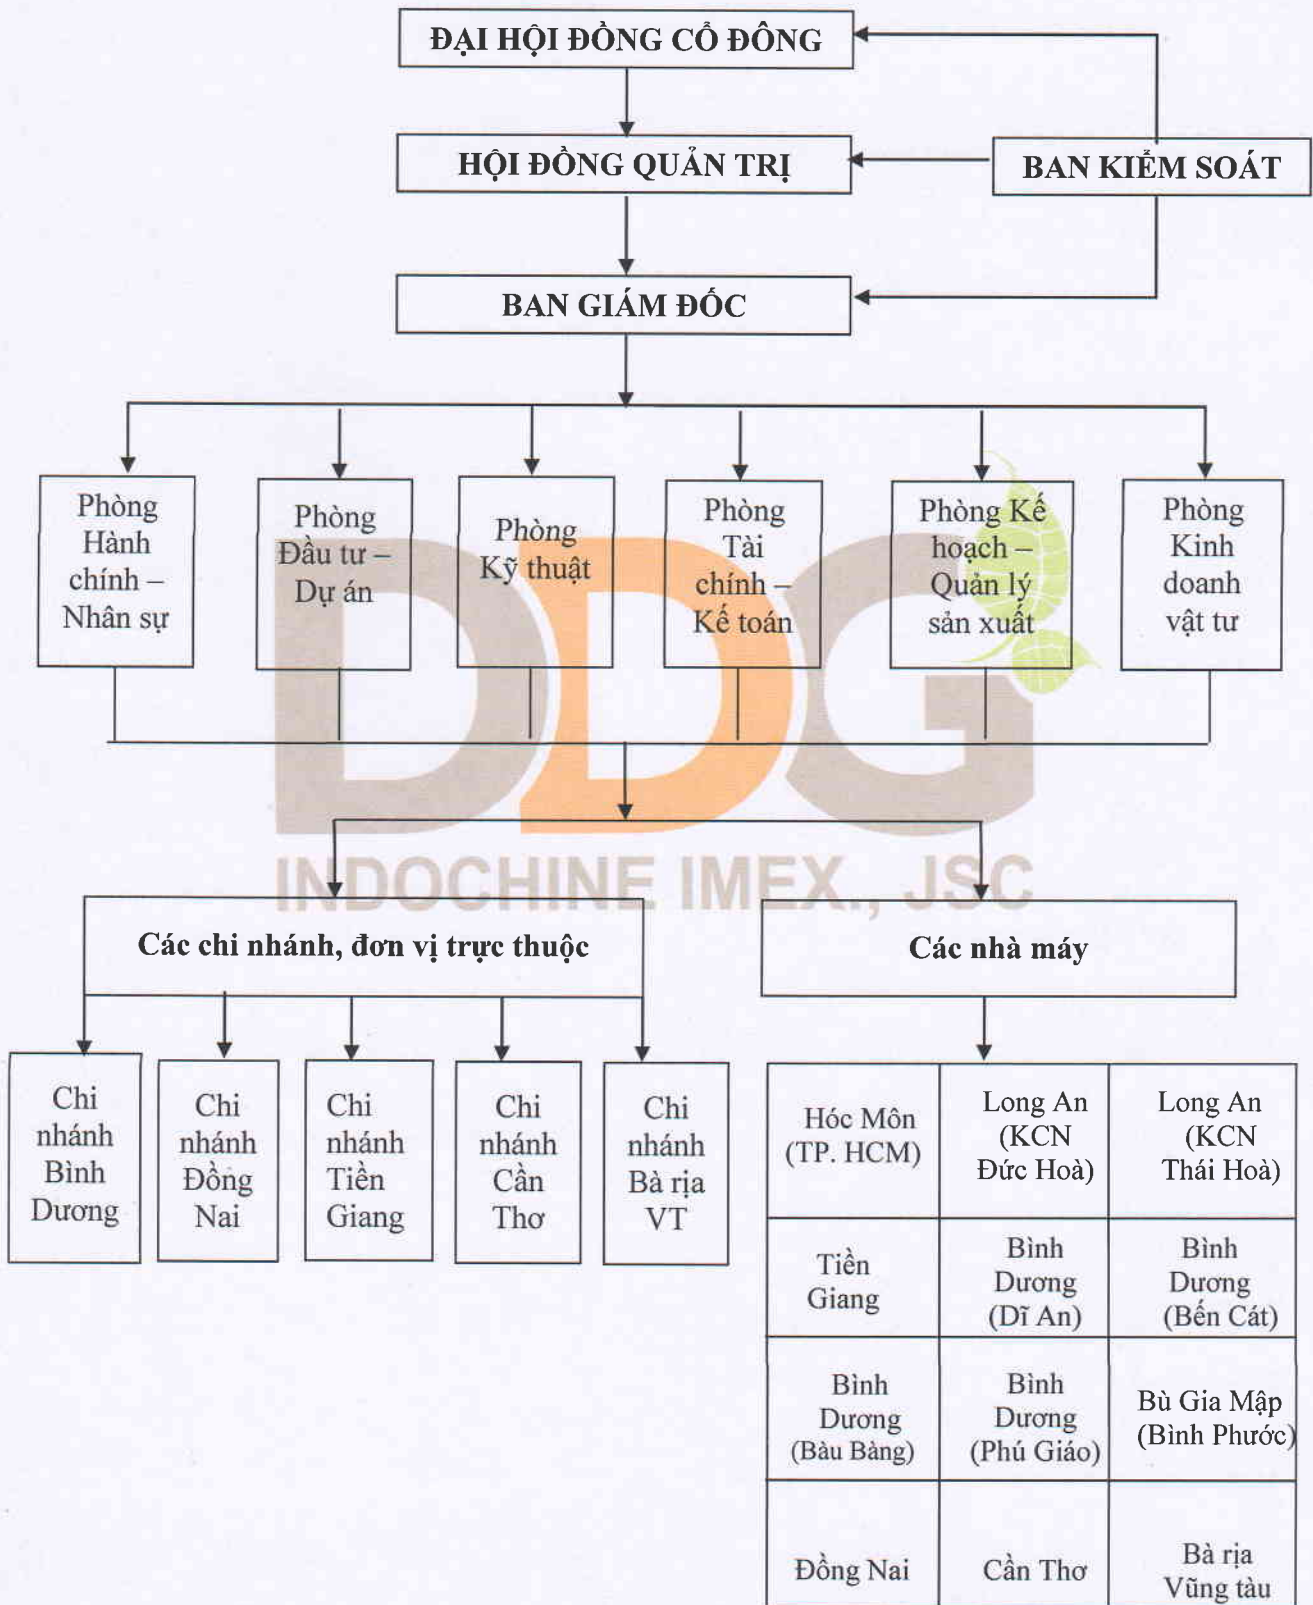 ĐẠI HỘI ĐỒNG CỔ ĐÔNG
HỘI ĐỒNG QUẢN TRỊ
BAN KIỂM SOÁT
BAN GIÁM ĐỐC
Phòng
Hành
chính –
Nhân sự
Phòng
Đầu tư –
Dự án
Phòng
Kỹ thuật
Phòng
Tài
chính –
Kế toán
Phòng Kế
hoạch –
Quản lý
sản xuất
Phòng
Kinh
doanh
vật tư
DDG
INDOCHINE IMEX., JSC
Các chi nhánh, đơn vị trực thuộc
Các nhà máy
Chi
nhánh
Bình
Dương
Chi
nhánh
Đồng
Nai
Chi
nhánh
Tiền
Giang
Chi
nhánh
Cần
Thơ
Chi
nhánh
Bà rịa
VT
Hóc Môn
(TP. HCM)
Long An
(KCN
Đức Hoà)
Long An
(KCN
Thái Hoà)
Tiền
Giang
Bình
Dương
(Dĩ An)
Bình
Dương
(Bến Cát)
Bình
Dương
(Bàu Bàng)
Bình
Dương
(Phú Giáo)
Bù Gia Mập
(Bình Phước)
Đồng Nai
Cần Thơ
Bà rịa
Vũng tàu